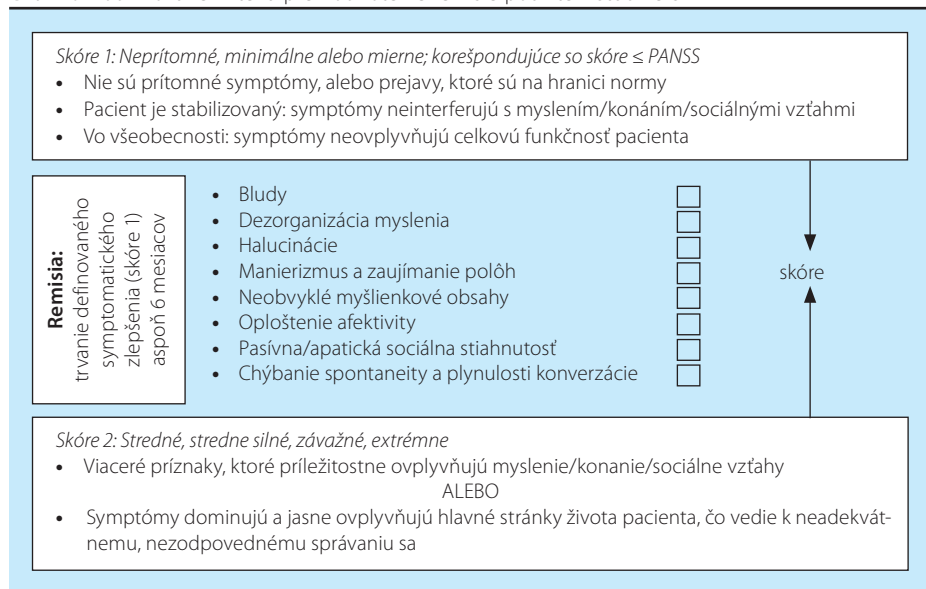 Skóre 1: Neprítomné, minimálne alebo mierne; korešpondujúce so skóre ≤ PANSS
• Nie sú prítomné symptómy, alebo prejavy, ktoré sú na hranici normy
• Pacient je stabilizovaný: symptómy neinterferujú s myslením/konáním/sociálnymi vzťahmi
• Vo všeobecnosti: symptómy neovplyvňujú celkovú funkčnosť pacienta
Remisia:
trvanie definovaného
symptomatického
zlepšenia (skóre 1)
aspoň 6 mesiacov
• Bludy
• Dezorganizácia myslenia
• Halucinácie
• Manierizmus a zaujímanie polôh
• Neobvyklé myšlienkové obsahy
• Oploštenie afektivity
• Pasívna/apatická sociálna stiahnutosť
• Chýbanie spontaneity a plynulosti konverzácie
skóre
Skóre 2: Stredné, stredne silné, závažné, extrémne
• Viaceré príznaky, ktoré príležitostne ovplyvňujú myslenie/konanie/sociálne vzťahy
ALEBO
• Symptómy dominujú a jasne ovplyvňujú hlavné stránky života pacienta, čo vedie k neadekvát-
nemu, nezodpovednému správaniu sa